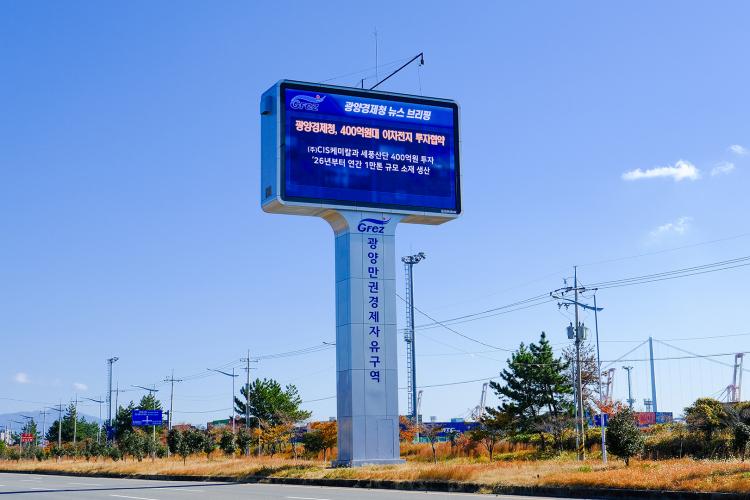 GFEZ
광양경제청 뉴스 브리핑
광양경제청, 400억원대 이차전지 투자협약
(주)CIS케미칼과 세풍산단 400억원 투자
'26년부터 연간 1만톤 규모 소재 생산
GFEZ
광양만권경제자유구역